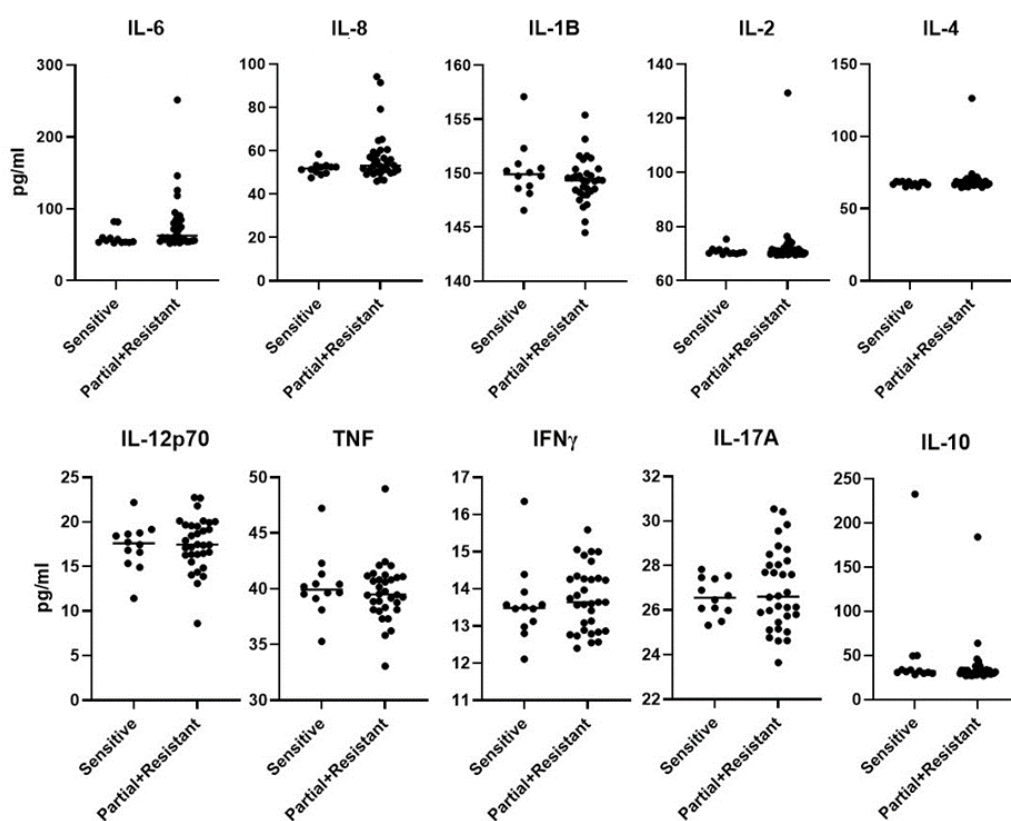 IL-6 IL-8 IL-1B IL-2 IL-4
pg/ml
300 200 100 0
100 80 60 40 20 0
160 155 150 145 140
140 120 100 80 60
150 100 50 0
Sensitive Partial+Resistant Sensitive Partial+Resistant Sensitive Partial+Resistant Sensitive Partial+Resistant Sensitive Partial+Resistant
IL-12p70 TNF IFNγ IL-17A IL-10
pg/ml
25 20 15 10 5 0
50 45 40 35 30
17 16 15 14 13 12 11
32 30 28 26 24 22
250 200 150 100 50 0
Sensitive Partial+Resistant Sensitive Partial+Resistant Sensitive Partial+Resistant Sensitive Partial+Resistant Sensitive Partial+Resistant